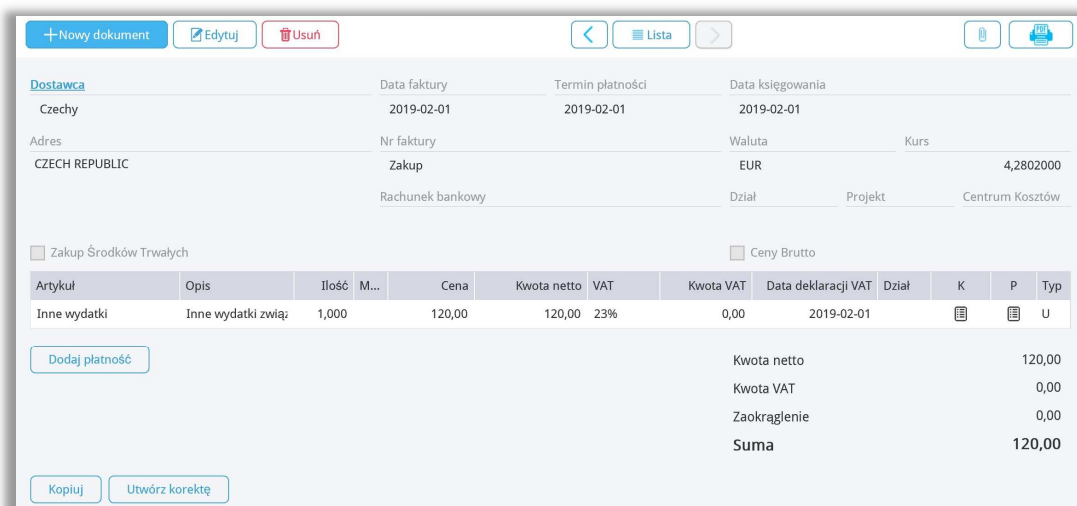 Nowy dokument Edytuj Usuń Lista PDF
Dostawca Data faktury Termin płatności Data księgowania
Czechy 2019-02-01 2019-02-01 2019-02-01
Adres Nr faktury Waluta Kurs
CZECH REPUBLIC Zakup EUR 4,2802000
Rachunek bankowy Dział Projekt Centrum Kosztów
Zakup Środków Trwałych Ceny Brutto
Artykuł Opis Ilość M... Cena Kwota netto VAT Kwota VAT Data deklaracji VAT Dział K P Typ
Inne wydatki Inne wydatki związ 1,000 120,00 120,00 23% 0,00 2019-02-01 U
Dodaj płatność Kwota netto 120,00
Kwota VAT 0,00
Zaokrąglenie 0,00
Suma 120,00
Kopiuj Utwórz korektę